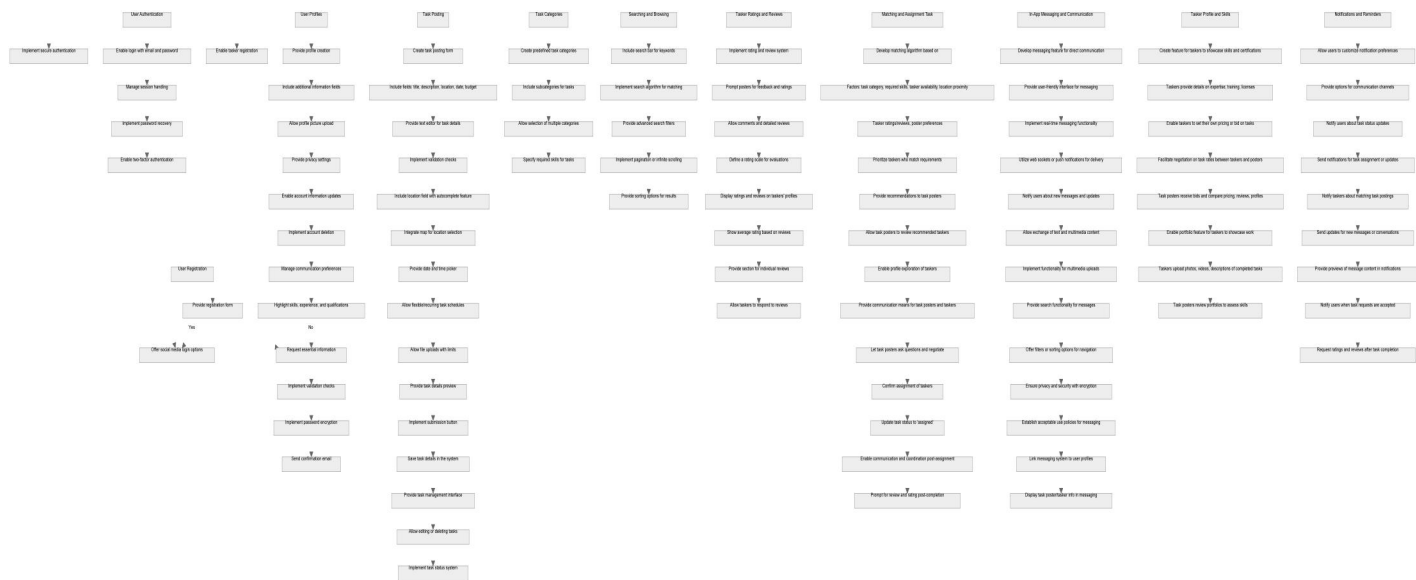 User Authentication
Implement secure authentication
Enable login with email and password
Enable tasker registration
Manage session handling
Implement password recovery
Enable two-factor authentication
User Registration
Provide registration form
Yes
Offer social media login options
User Profiles
Provide profile creation
Include additional information fields
Allow profile picture upload
Provide privacy settings
Enable account information updates
Implement account deletion
Manage communication preferences
Highlight skills, experience, and qualifications
No
Request essential information
Implement validation checks
Implement password encryption
Send confirmation email
Task Posting
Create task posting form
Include fields: title, description, location, date, budget
Provide text editor for task details
Implement validation checks
Include location field with autocomplete feature
Integrate map for location selection
Provide date and time picker
Allow flexible/recurring task schedules
Allow file uploads with limits
Provide task details preview
Implement submission button
Save task details in the system
Provide task management interface
Allow editing or deleting tasks
Implement task status system
Task Categories
Create predefined task categories
Include subcategories for tasks
Allow selection of multiple categories
Specify required skills for tasks
Searching and Browsing
Include search bar for keywords
Implement search algorithm for matching
Provide advanced search filters
Implement pagination or infinite scrolling
Provide sorting options for results
Tasker Ratings and Reviews
Implement rating and review system
Prompt posters for feedback and ratings
Allow comments and detailed reviews
Define a rating scale for evaluations
Display ratings and reviews on taskers' profiles
Show average rating based on reviews
Provide section for individual reviews
Allow taskers to respond to reviews
Matching and Assignment Task
Develop matching algorithm based on
Factors: task category, required skills, tasker availability, location proximity
Tasker ratings/reviews, poster preferences
Prioritize taskers who match requirements
Provide recommendations to task posters
Allow task posters to review recommended taskers
Enable profile exploration of taskers
Provide communication means for task posters and taskers
Let task posters ask questions and negotiate
Confirm assignment of taskers
Update task status to 'assigned'
Enable communication and coordination post-assignment
Prompt for review and rating post-completion
In-App Messaging and Communication
Develop messaging feature for direct communication
Provide user-friendly interface for messaging
Implement real-time messaging functionality
Utilize web sockets or push notifications for delivery
Notify users about new messages and updates
Allow exchange of text and multimedia content
Implement functionality for multimedia uploads
Provide search functionality for messages
Offer filters or sorting options for navigation
Ensure privacy and security with encryption
Establish acceptable use policies for messaging
Link messaging system to user profiles
Display task poster/tasker info in messaging
Tasker Profile and Skills
Create feature for taskers to showcase skills and certifications
Taskers provide details on expertise, training, licenses
Enable taskers to set their own pricing or bid on tasks
Facilitate negotiation on task rates between taskers and posters
Task posters receive bids and compare pricing, reviews, profiles
Enable portfolio feature for taskers to showcase work
Taskers upload photos, videos, descriptions of completed tasks
Task posters review portfolios to assess skills
Notifications and Reminders
Allow users to customize notification preferences
Provide options for communication channels
Notify users about task status updates
Send notifications for task assignment or updates
Notify taskers about matching task postings
Send updates for new messages or conversations
Provide previews of message content in notifications
Notify users when task requests are accepted
Request ratings and reviews after task completion